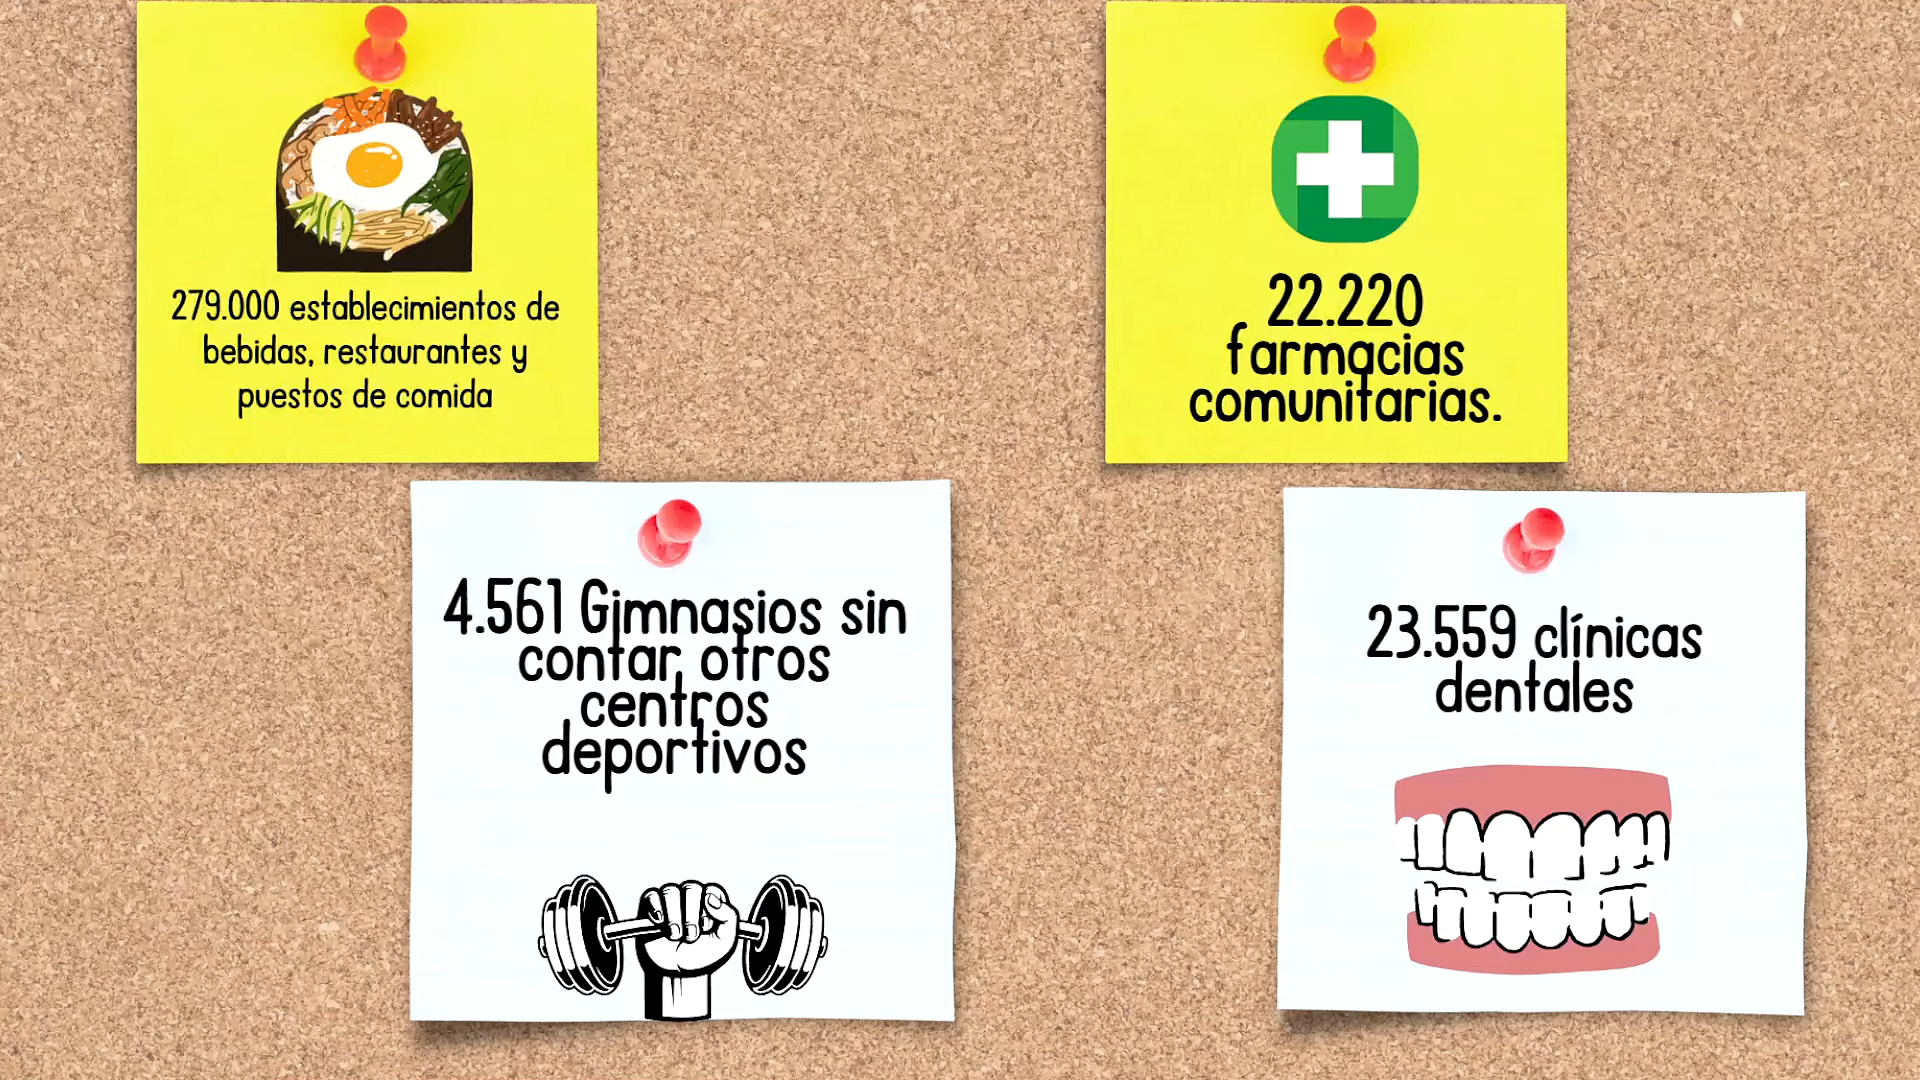 279.000 establecimientos de
bebidas, restaurantes y
puestos de comida
22.220
farmacias
comunitarias.
4.561 Gimnasios sin
contar otros
centros
deportivos
23.559 clínicas
dentales